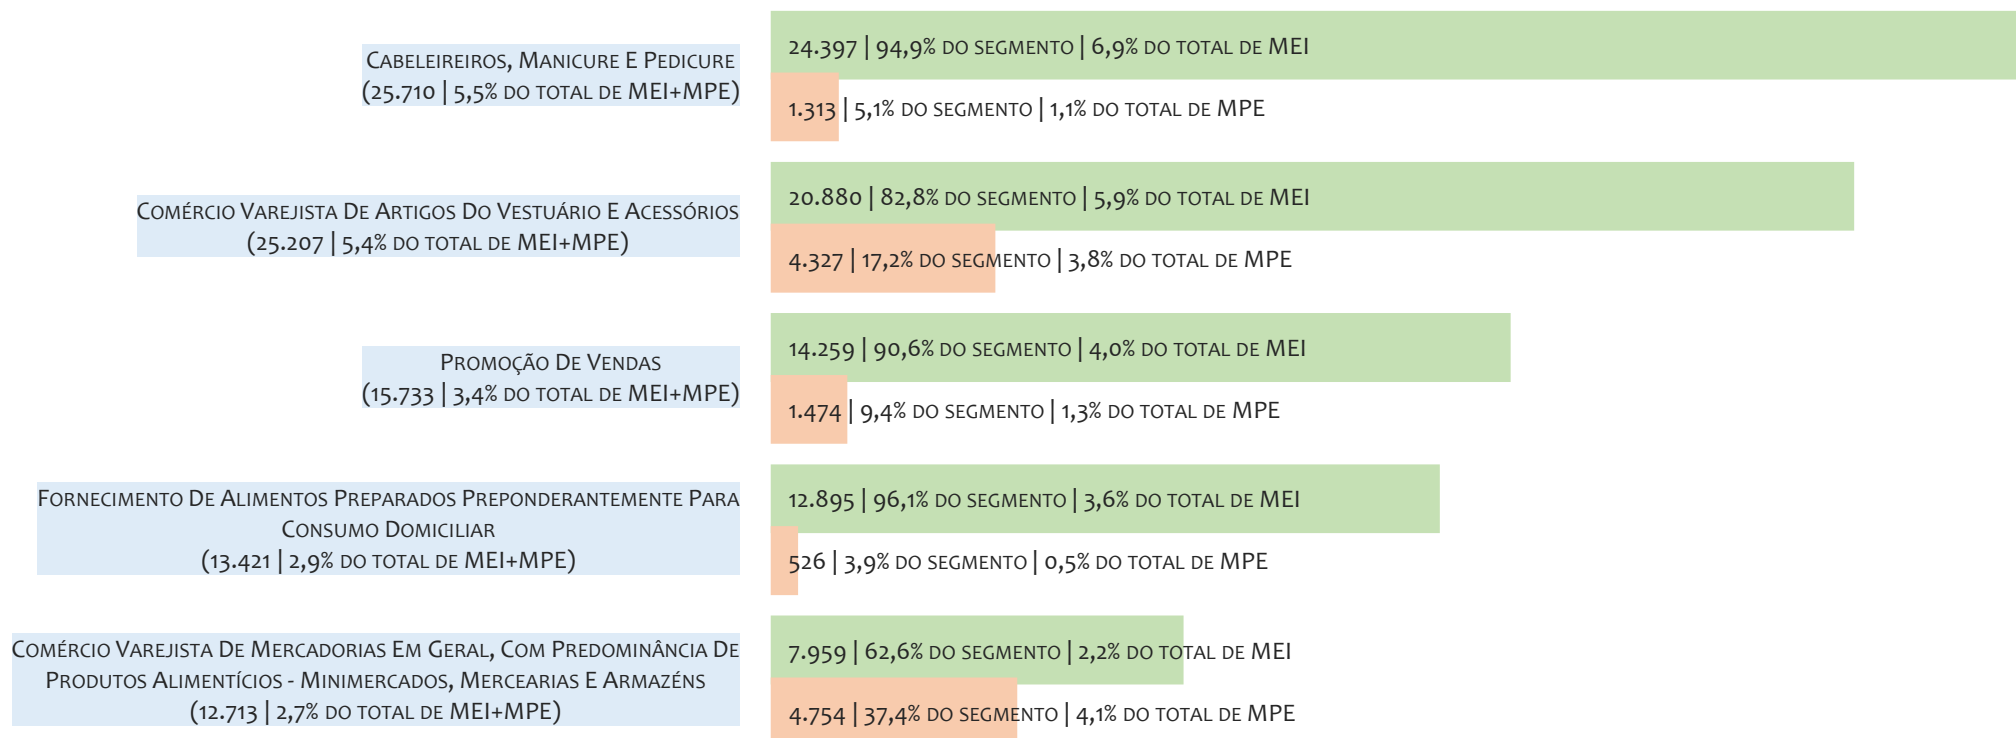 Cabeleireiros, Manicure E Pedicure
(25.710 | 5,5% do total de MEI+MPE)
24.397 | 94,9% do segmento | 6,9% do total de MEI
1.313 | 5,1% do segmento | 1,1% do total de MPE
Comércio Varejista De Artigos Do Vestuário E Acessórios
(25.207 | 5,4% do total de MEI+MPE)
20.880 | 82,8% do segmento | 5,9% do total de MEI
4.327 | 17,2% do segmento | 3,8% do total de MPE
Promoção De Vendas
(15.733 | 3,4% do total de MEI+MPE)
14.259 | 90,6% do segmento | 4,0% do total de MEI
1.474 | 9,4% do segmento | 1,3% do total de MPE
Fornecimento De Alimentos Preparados Preponderantemente Para
Consumo Domiciliar
(13.421 | 2,9% do total de MEI+MPE)
12.895 | 96,1% do segmento | 3,6% do total de MEI
526 | 3,9% do segmento | 0,5% do total de MPE
Comércio Varejista De Mercadorias Em Geral, Com Predominância De
Produtos Alimentícios - Minimercados, Mercearias E Armazéns
(12.713 | 2,7% do total de MEI+MPE)
7.959 | 62,6% do segmento | 2,2% do total de MEI
4.754 | 37,4% do segmento | 4,1% do total de MPE